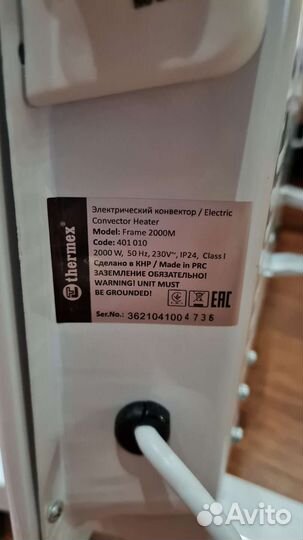 thermex®
Электрический конвектор / Electric
Convector Heater
Model: Frame 2000M
Code: 401 010
2000 W, 50 Hz, 230V~, IP24, Class I
Сделано в КНР / Made in PRC
ЗАЗЕМЛЕНИЕ ОБЯЗАТЕЛЬНО!
WARNING! UNIT MUST
BE GROUNDED!
EAC
Ser.No.: 3621041004736
Avito